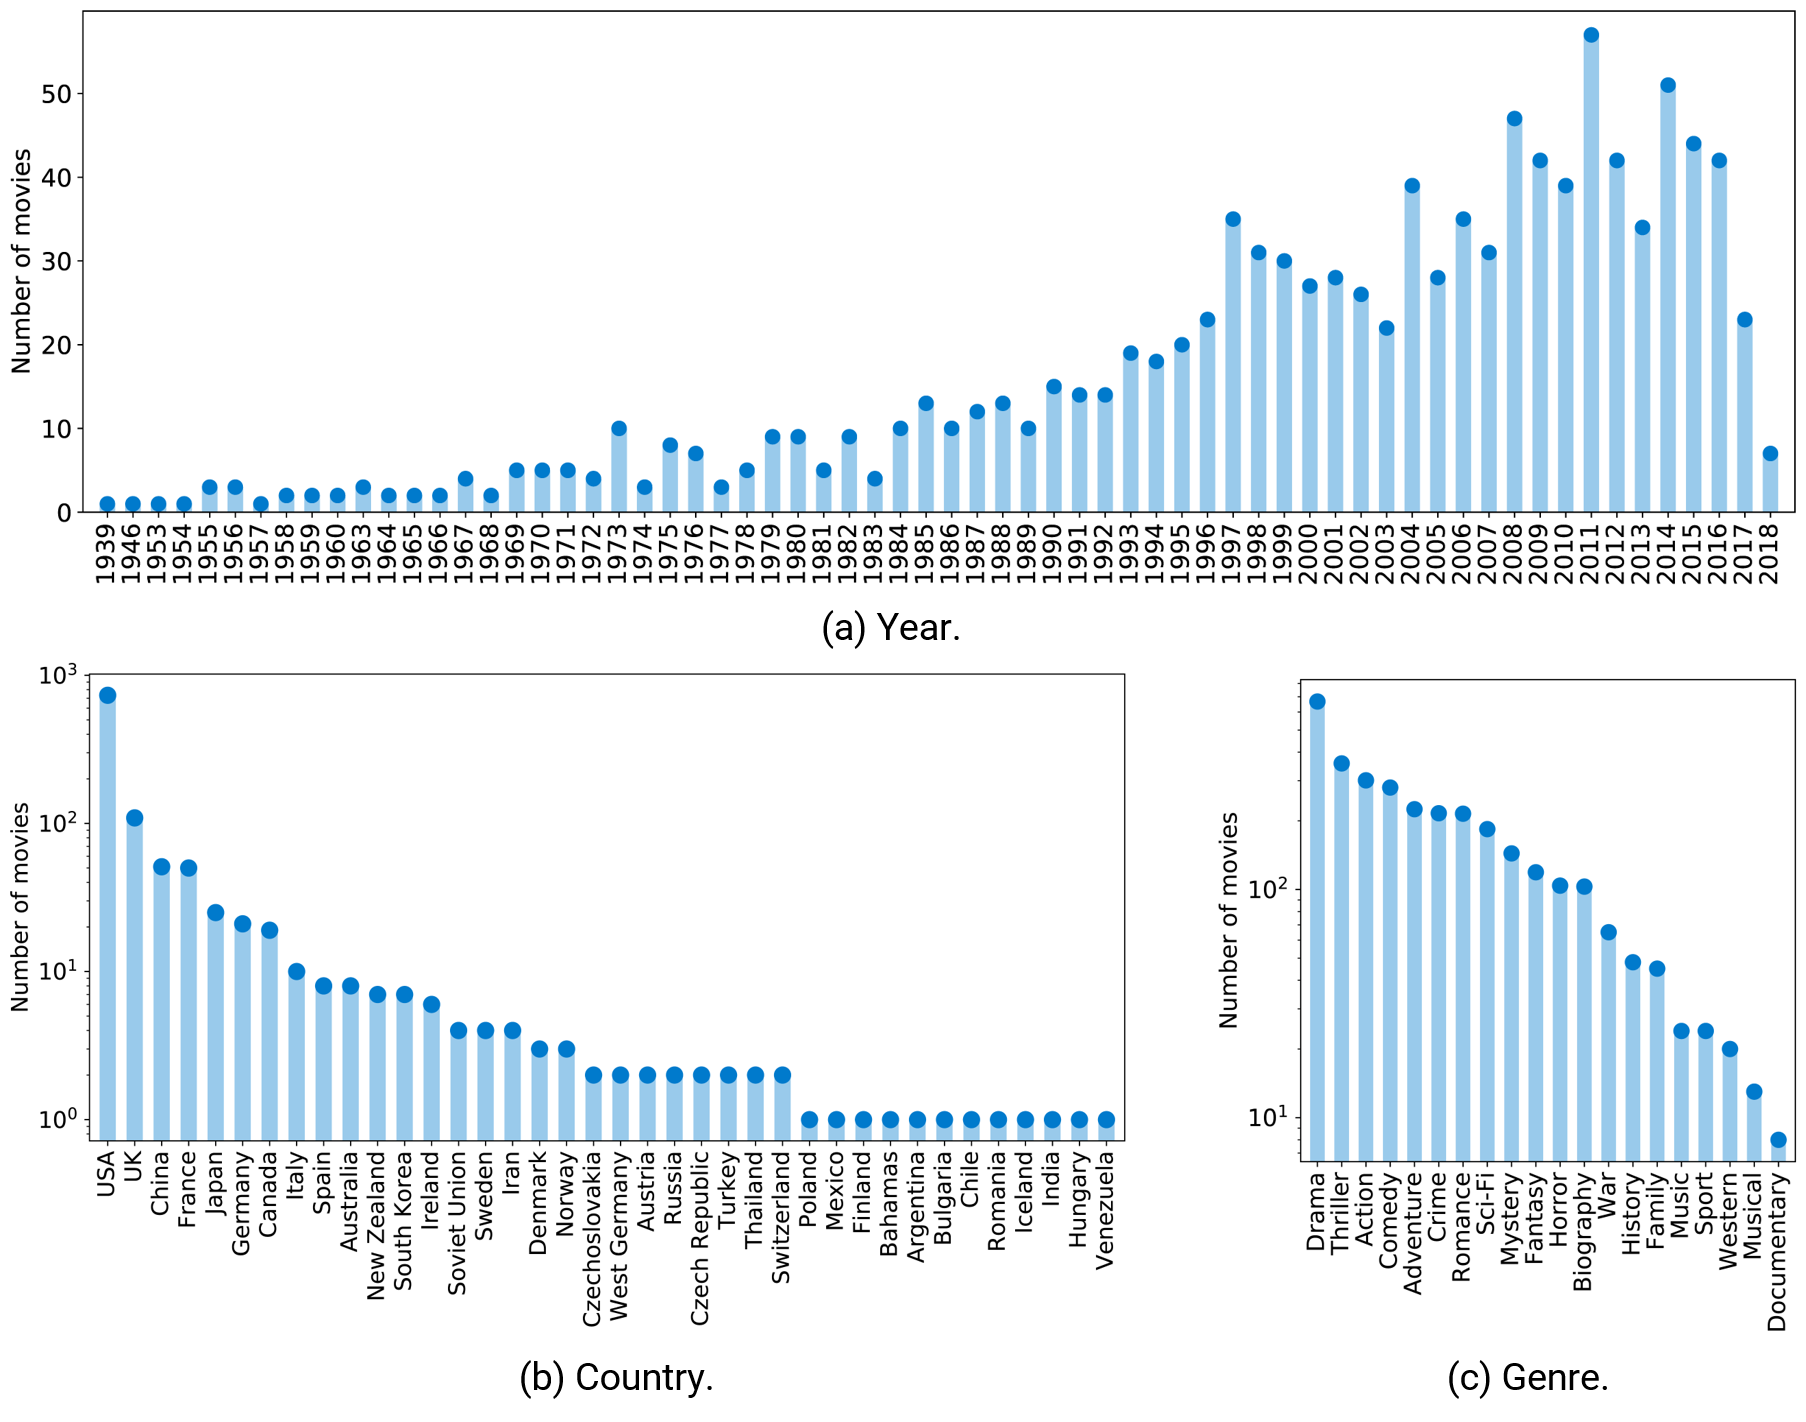 Number of movies
50
40
30
20
10
0
1939 1946 1953 1954 1955 1956 1957 1958 1959 1960 1963 1964 1965 1966 1967 1968 1969 1970 1971 1972 1973 1974 1975 1976 1977 1978 1979 1980 1981 1982 1983 1984 1985 1986 1987 1988 1989 1990 1991 1992 1993 1994 1995 1996 1997 1998 1999 2000 2001 2002 2003 2004 2005 2006 2007 2008 2009 2010 2011 2012 2013 2014 2015 2016 2017 2018
(a) Year.
Number of movies
10³
10²
10¹
10⁰
USA UK China France Japan Germany Canada Italy Spain Australia New Zealand South Korea Ireland Soviet Union Sweden Iran Denmark Norway Czechoslovakia West Germany Austria Russia Czech Republic Turkey Thailand Switzerland Poland Mexico Finland Bahamas Argentina Bulgaria Chile Romania Iceland India Hungary Venezuela
(b) Country.
Number of movies
10²
10¹
Drama Thriller Action Comedy Adventure Crime Romance Sci-Fi Mystery Fantasy Horror Biography War History Family Music Sport Western Musical Documentary
(c) Genre.